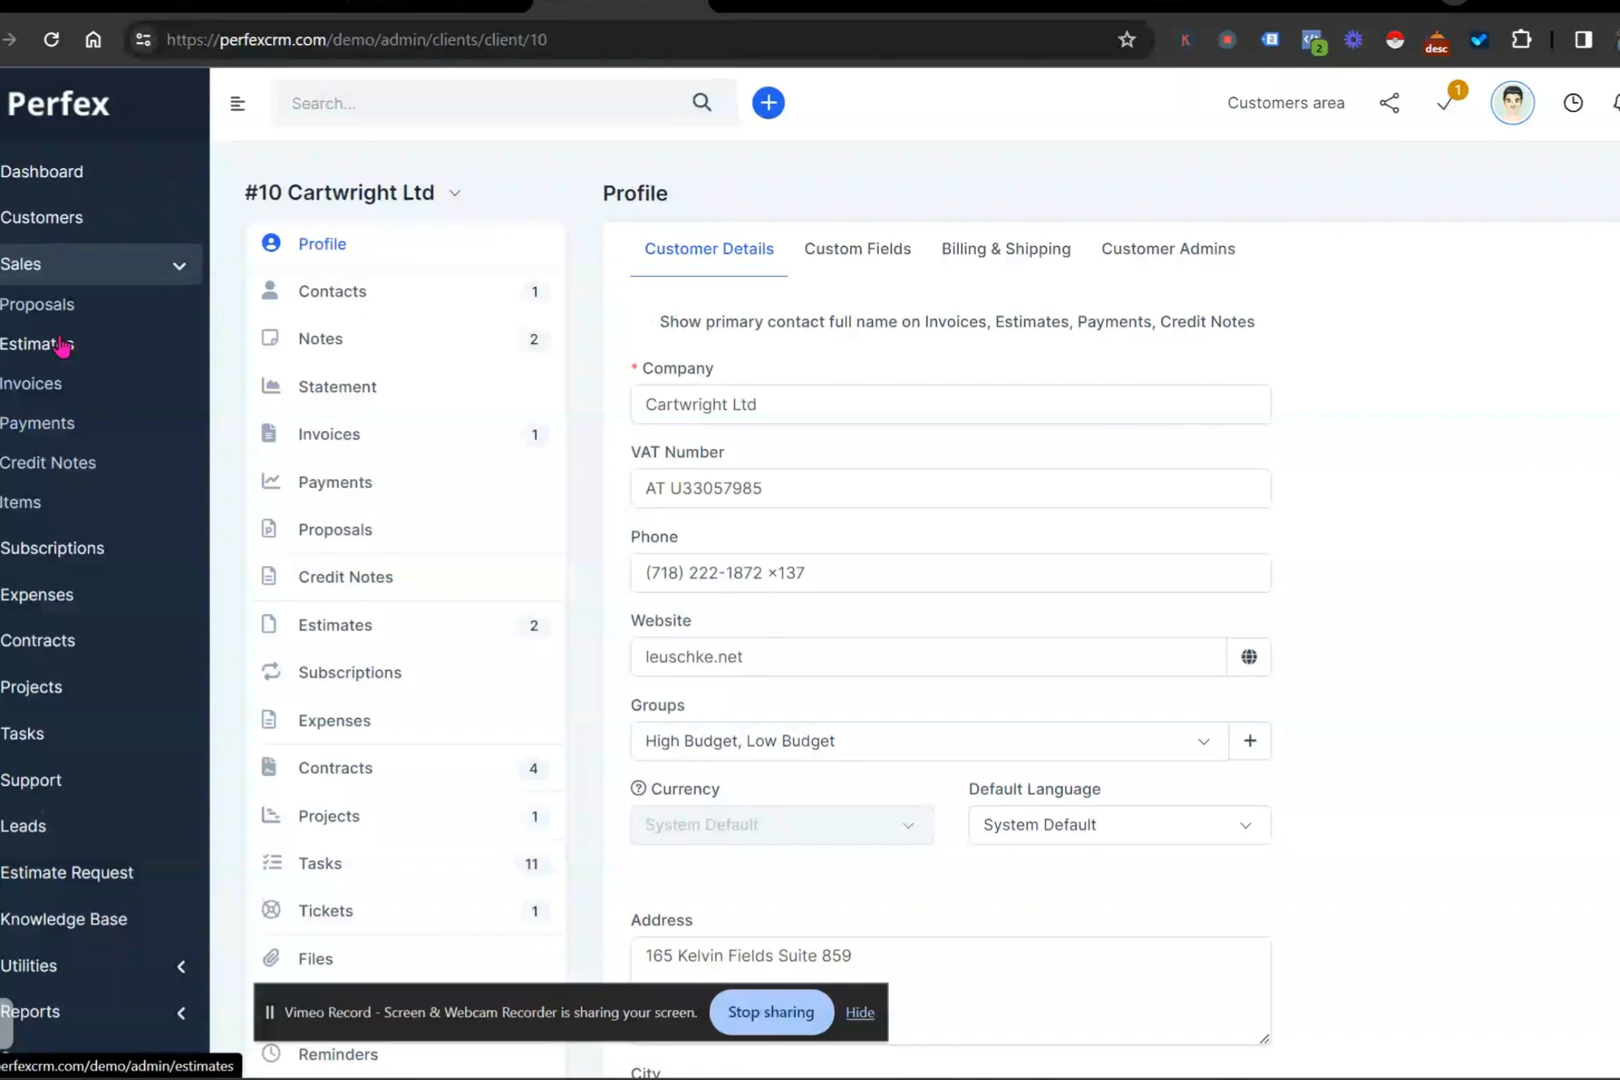 https://perfexcrm.com/demo/admin/clients/client/10
2
desc
Perfex
Search...
Customers area
1
Dashboard
Customers
Sales
Proposals
Estimates
Invoices
Payments
Credit Notes
Items
Subscriptions
Expenses
Contracts
Projects
Tasks
Support
Leads
Estimate Request
Knowledge Base
Utilities
Reports
erfexcrm.com/demo/admin/estimates
#10 Cartwright Ltd
Profile
Contacts 1
Notes 2
Statement
Invoices 1
Payments
Proposals
Credit Notes
Estimates 2
Subscriptions
Expenses
Contracts 4
Projects 1
Tasks 11
Tickets 1
Files
Reminders
Profile
Customer Details Custom Fields Billing & Shipping Customer Admins
Show primary contact full name on Invoices, Estimates, Payments, Credit Notes
* Company
Cartwright Ltd
VAT Number
AT U33057985
Phone
(718) 222-1872 ×137
Website
leuschke.net
Groups
High Budget, Low Budget
Currency Default Language
System Default System Default
Address
165 Kelvin Fields Suite 859
City
Vimeo Record - Screen & Webcam Recorder is sharing your screen. Stop sharing Hide